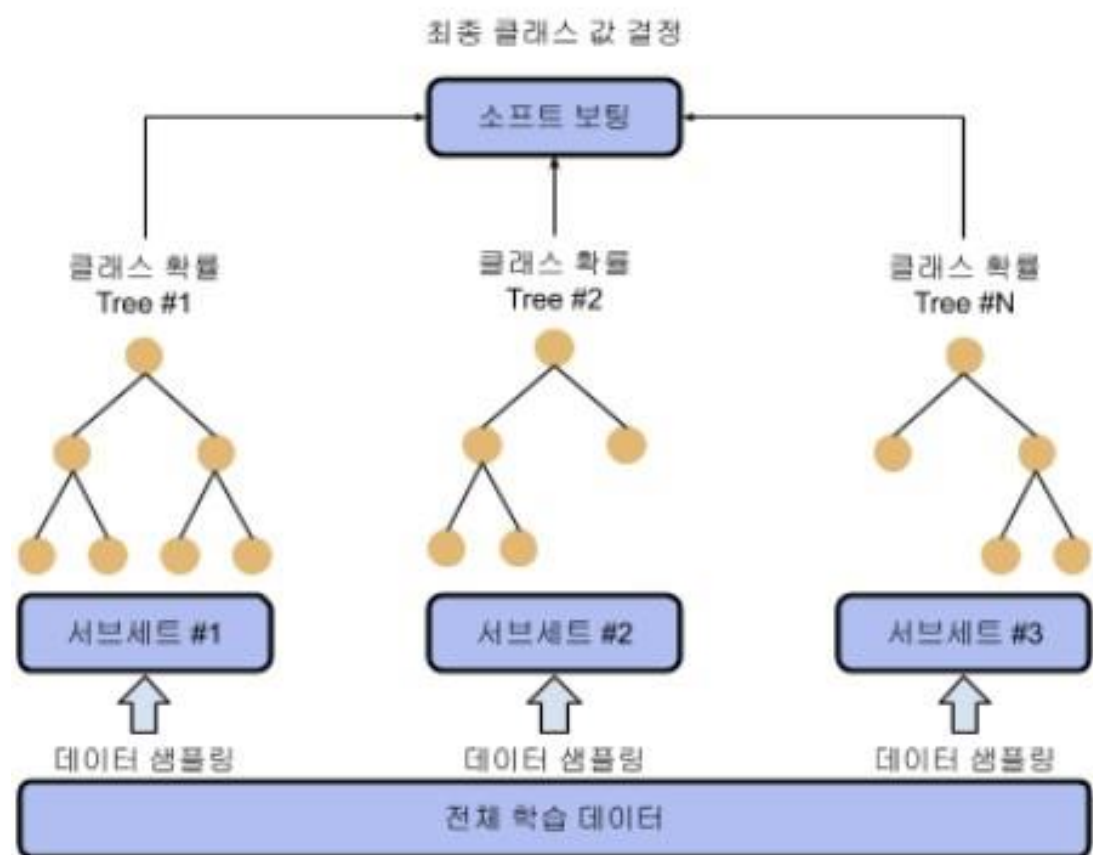 최종 클래스 값 결정
소프트 보팅
클래스 확률
Tree #1
클래스 확률
Tree #2
클래스 확률
Tree #N
서브세트 #1
서브세트 #2
서브세트 #3
데이터 샘플링
데이터 샘플링
데이터 샘플링
전체 학습 데이터